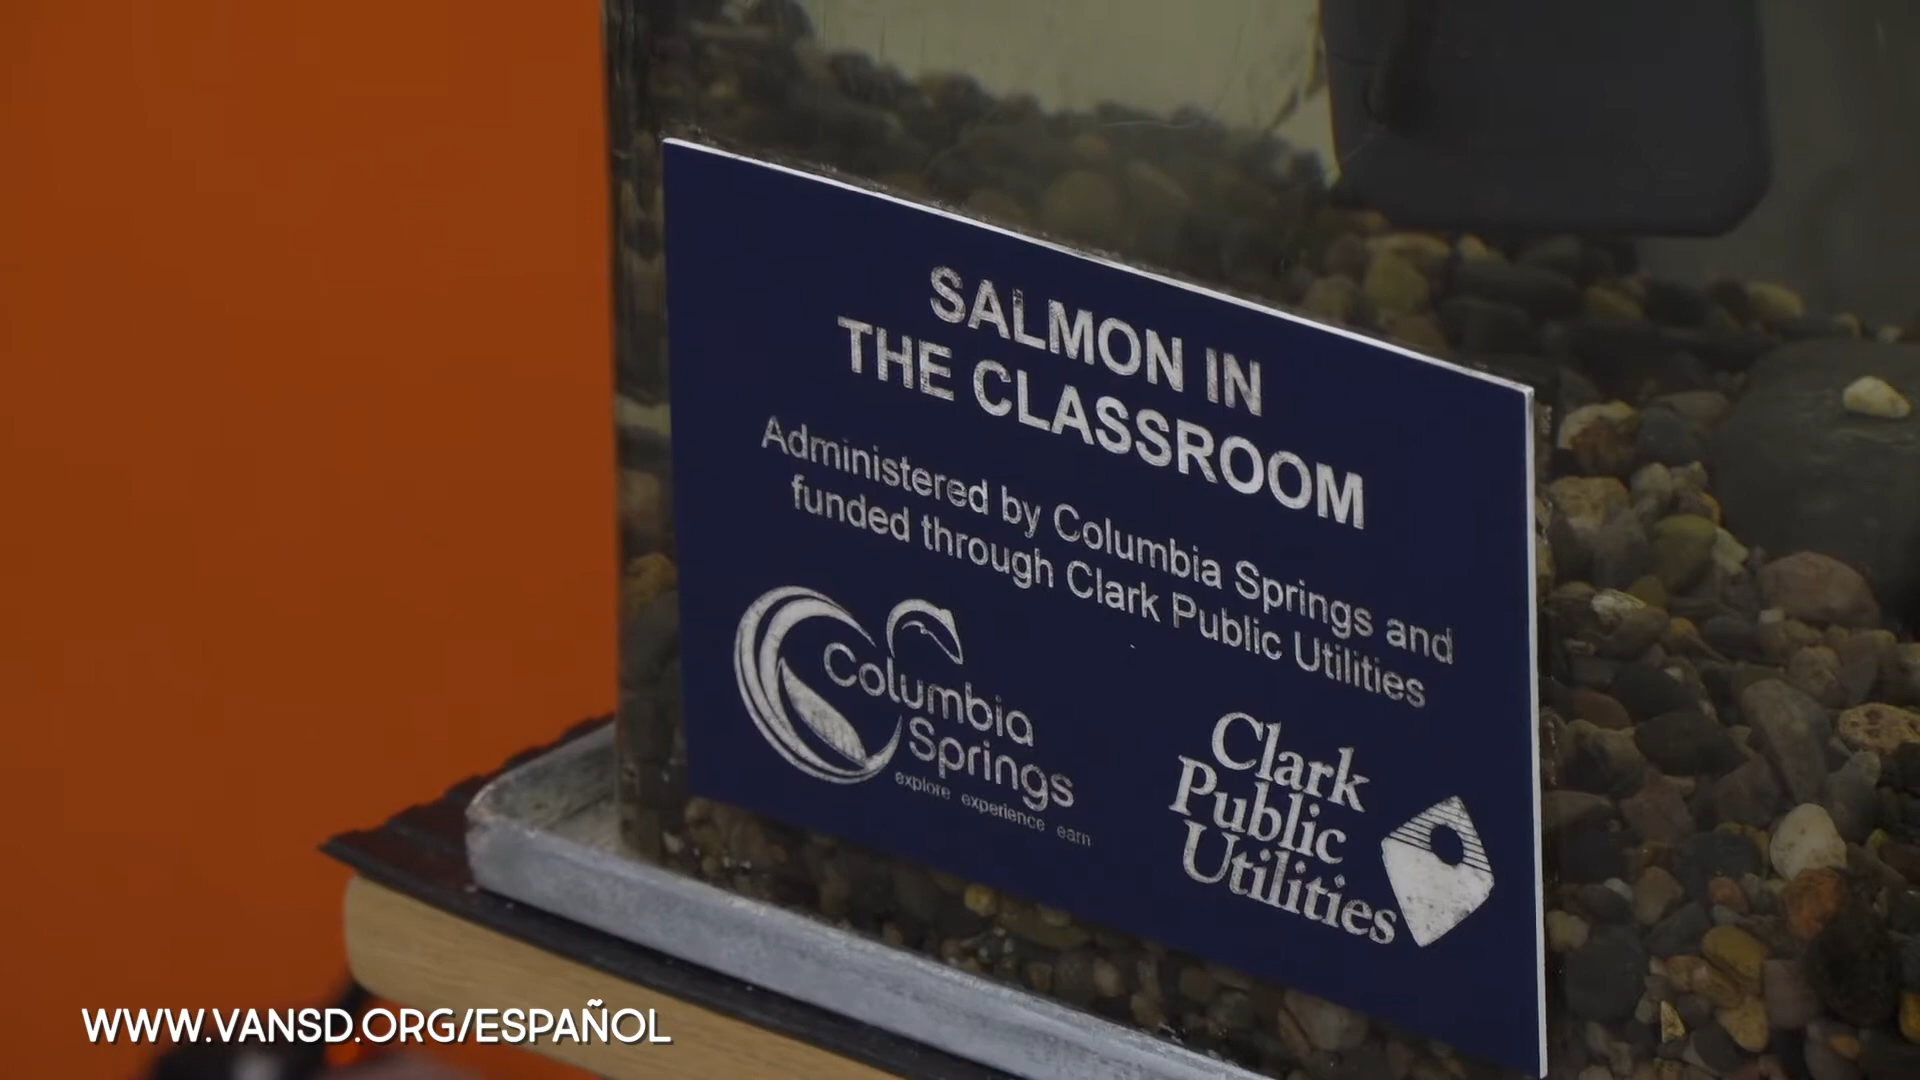 SALMON IN
THE CLASSROOM
Administered by Columbia Springs and
funded through Clark Public Utilities
Columbia
Springs
explore experience earn
Clark
Public
Utilities
WWW.VANSD.ORG/ESPAÑOL